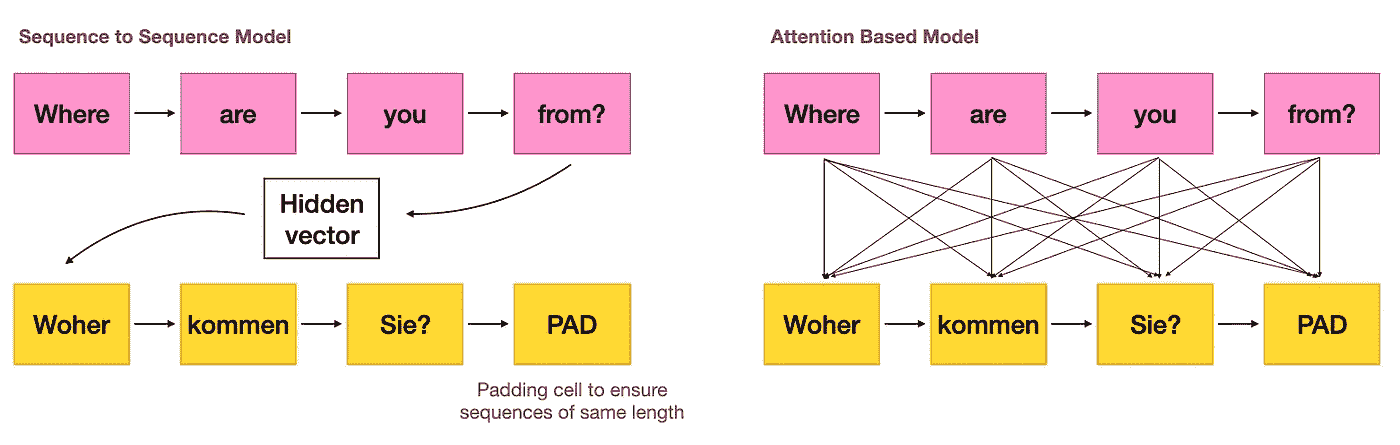 Sequence to Sequence Model
Where are you from?
Hidden
vector
Woher kommen Sie? PAD
Padding cell to ensure
sequences of same length
Attention Based Model
Where are you from?
Woher kommen Sie? PAD